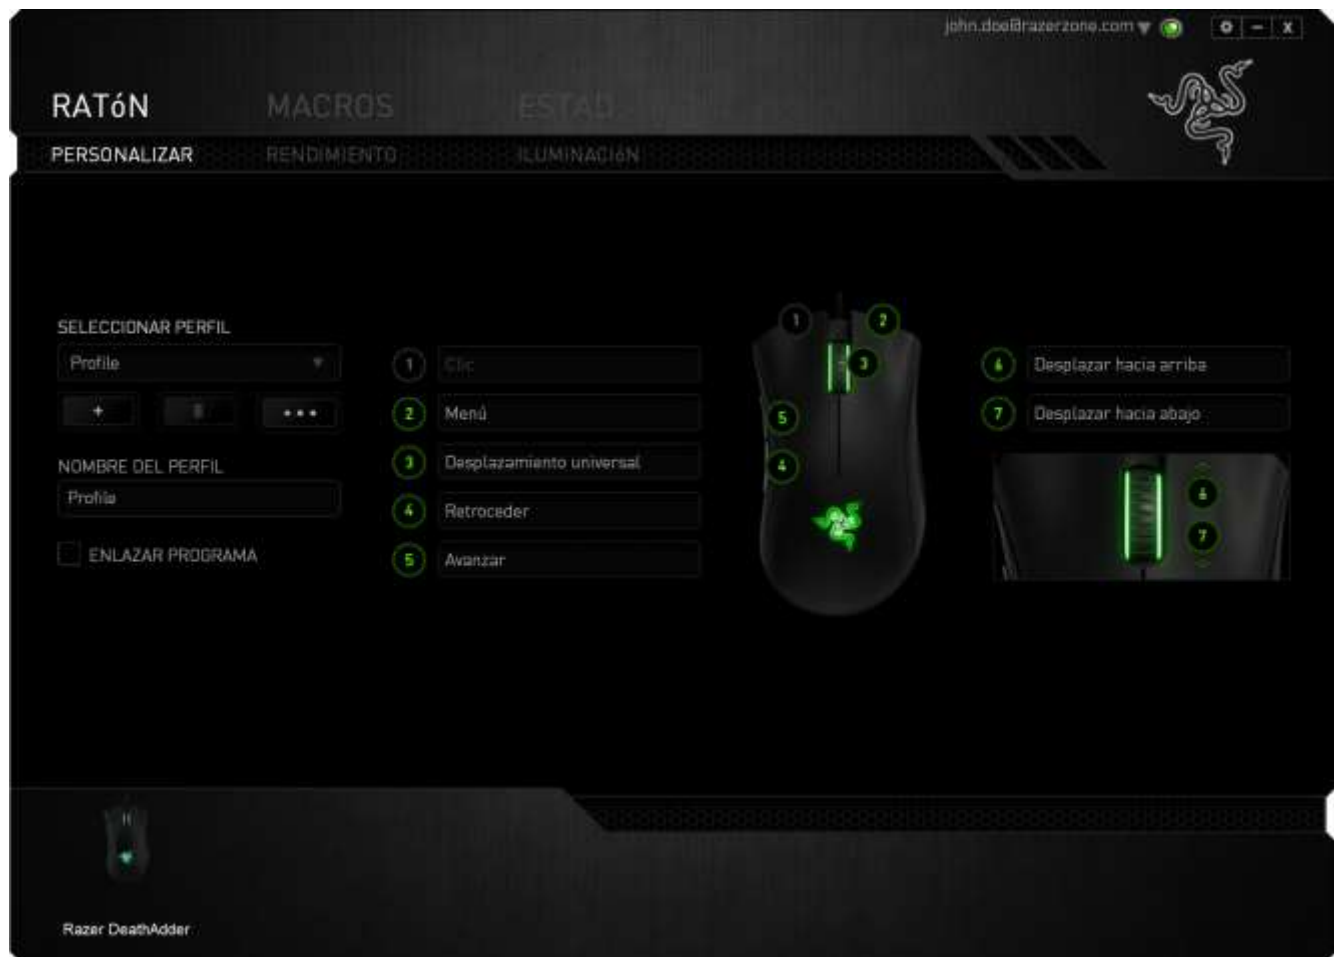 john.doe@razerzone.com
RATóN MACROS ESTAD.
PERSONALIZAR RENDIMIENTO ILUMINACIóN
SELECCIONAR PERFIL
Profile
+ •••
NOMBRE DEL PERFIL
Profile
ENLAZAR PROGRAMA
1 Clic
2 Menú
3 Desplazamiento universal
4 Retroceder
5 Avanzar
1 2
3
5
4
6 Desplazar hacia arriba
7 Desplazar hacia abajo
6
7
Razer DeathAdder